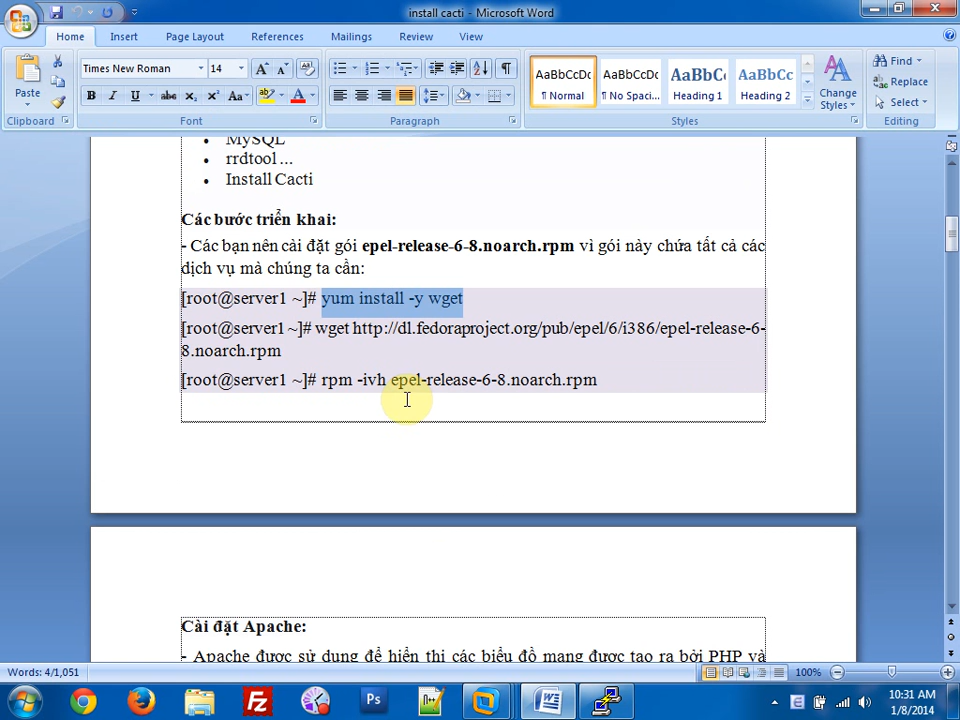 install cacti - Microsoft Word
Home Insert Page Layout References Mailings Review View
Times New Roman 14
Paste
B I U abc x₂ x² Aa A
AaBbCcDc AaBbCcDc AaBbC AaBbCc
¶ Normal ¶ No Spaci... Heading 1 Heading 2
Change Styles
Find
Replace
Select
Clipboard Font Paragraph Styles Editing
MySQL
• rrdtool ...
• Install Cacti
Các bước triển khai:
- Các bạn nên cài đặt gói epel-release-6-8.noarch.rpm vì gói này chứa tất cả các
dịch vụ mà chúng ta cần:
[root@server1 ~]# yum install -y wget
[root@server1 ~]# wget http://dl.fedoraproject.org/pub/epel/6/i386/epel-release-6-
8.noarch.rpm
[root@server1 ~]# rpm -ivh epel-release-6-8.noarch.rpm
Cài đặt Apache:
- Apache được sử dụng để hiển thị các biểu đồ mạng được tạo ra bởi PHP và
Words: 4/1,051
100%
10:31 AM
1/8/2014